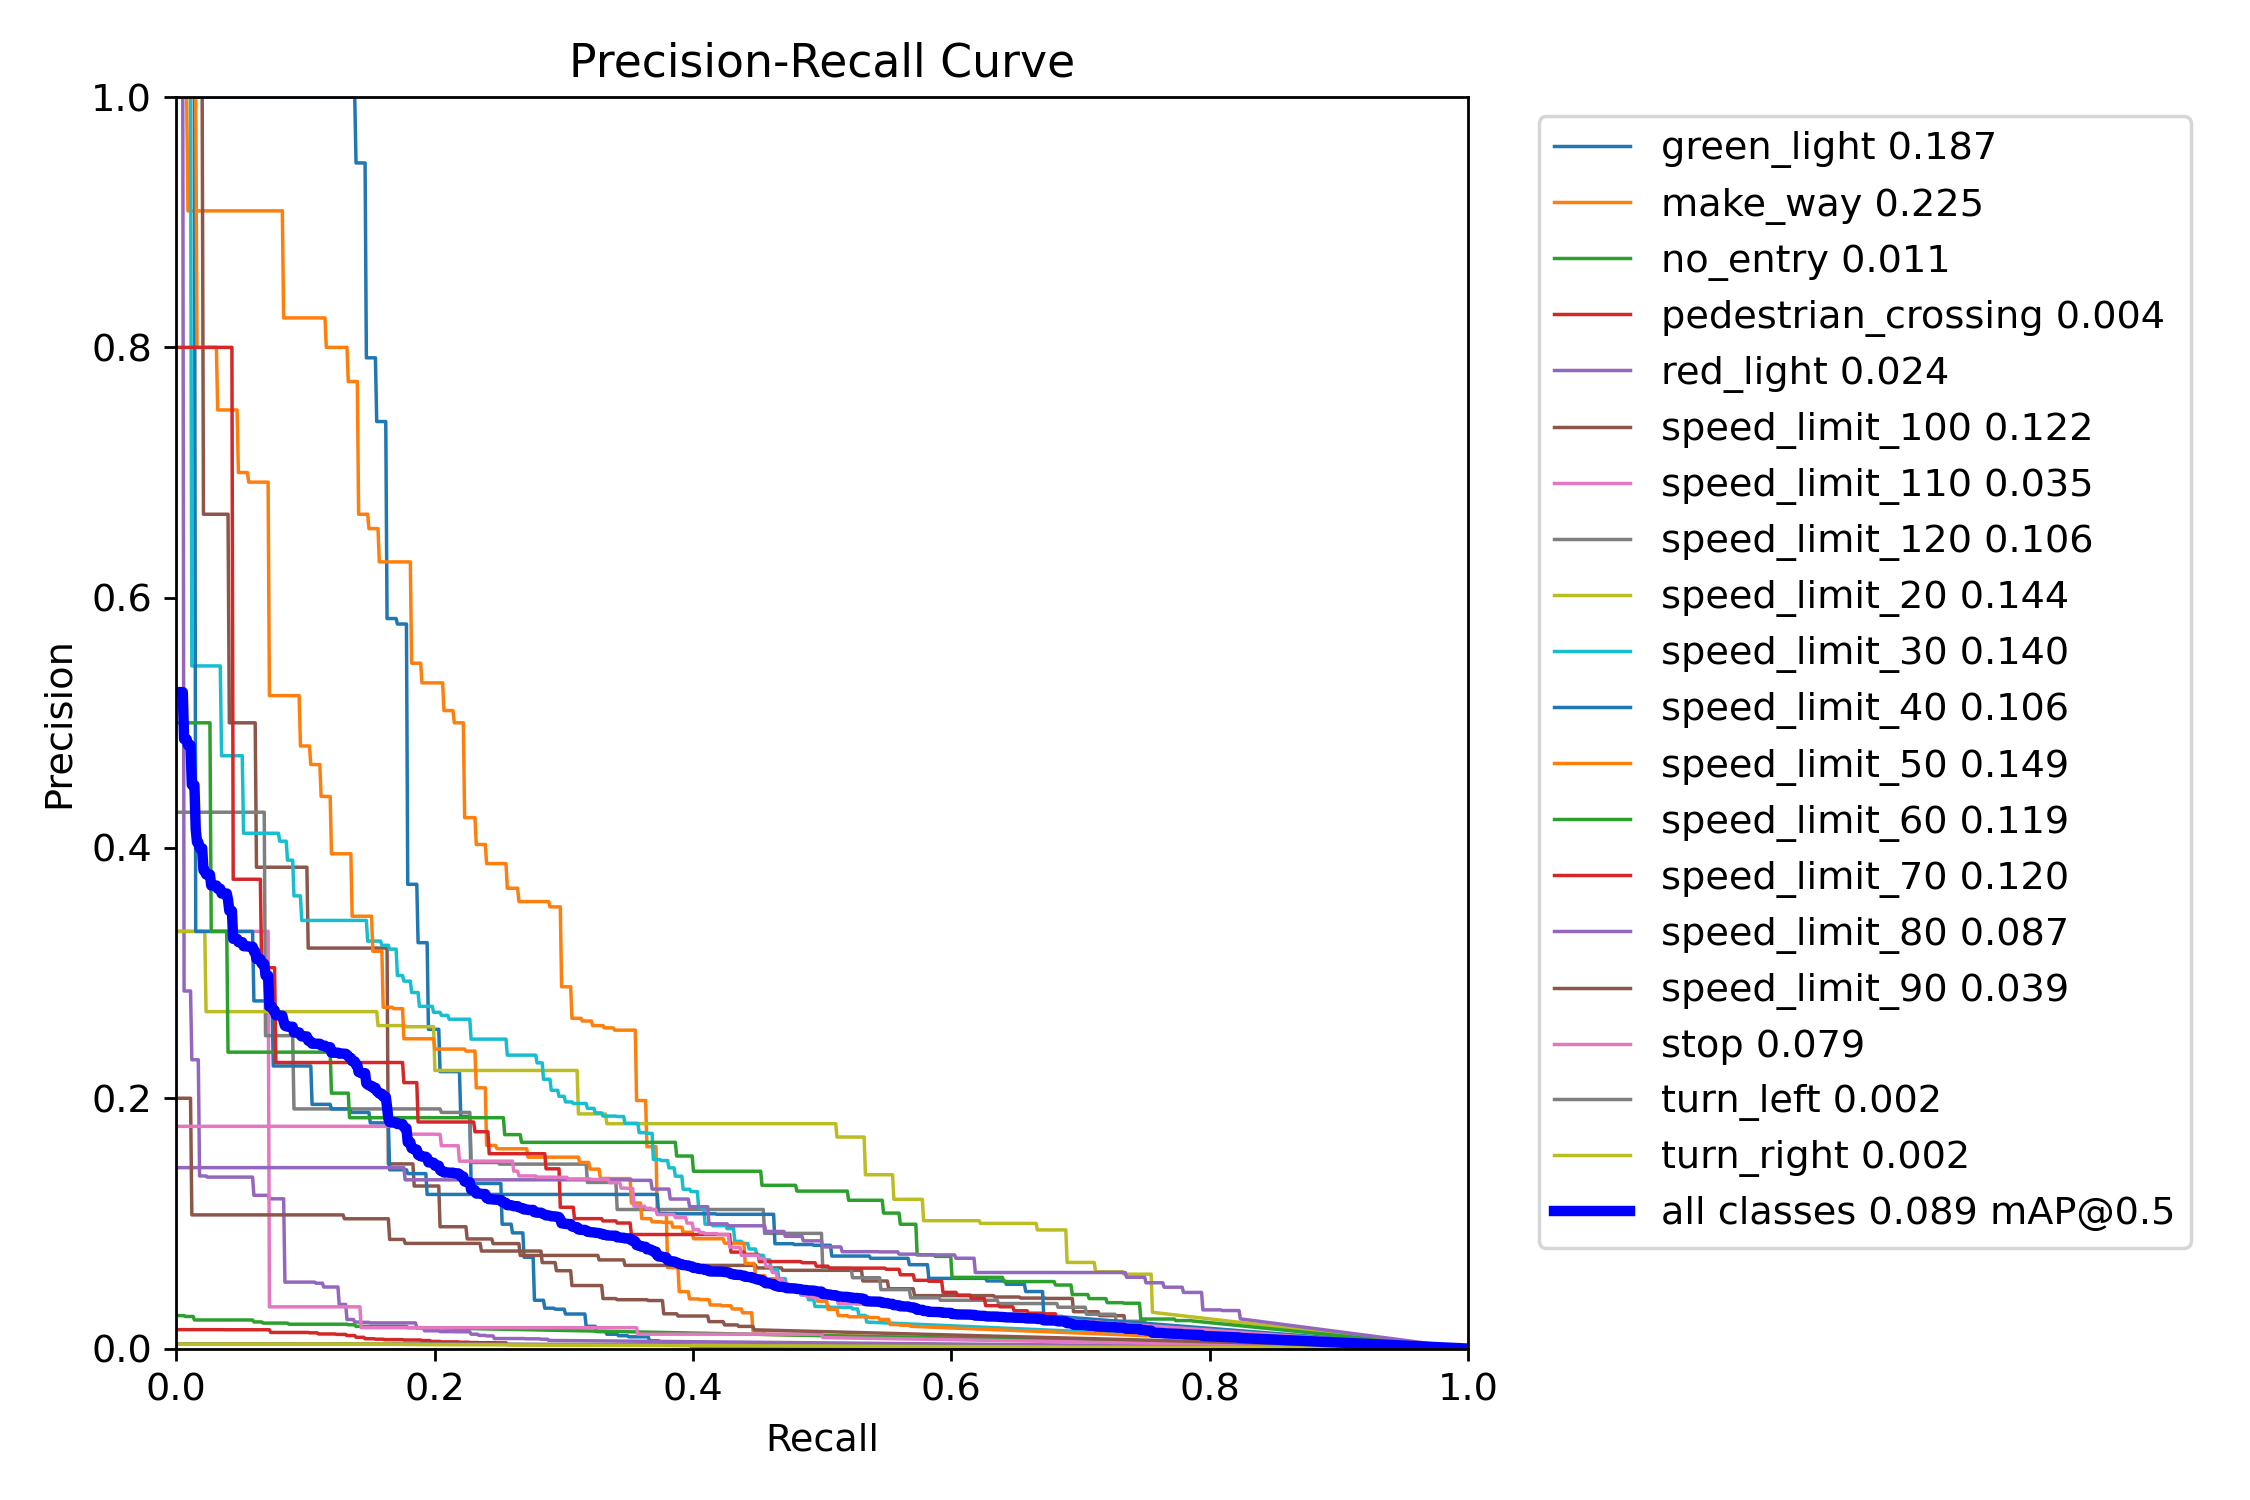 Precision-Recall Curve
1.0
0.8
0.6
0.4
0.2
0.0
Precision
0.0 0.2 0.4 0.6 0.8 1.0
Recall
green_light 0.187
make_way 0.225
no_entry 0.011
pedestrian_crossing 0.004
red_light 0.024
speed_limit_100 0.122
speed_limit_110 0.035
speed_limit_120 0.106
speed_limit_20 0.144
speed_limit_30 0.140
speed_limit_40 0.106
speed_limit_50 0.149
speed_limit_60 0.119
speed_limit_70 0.120
speed_limit_80 0.087
speed_limit_90 0.039
stop 0.079
turn_left 0.002
turn_right 0.002
all classes 0.089 mAP@0.5